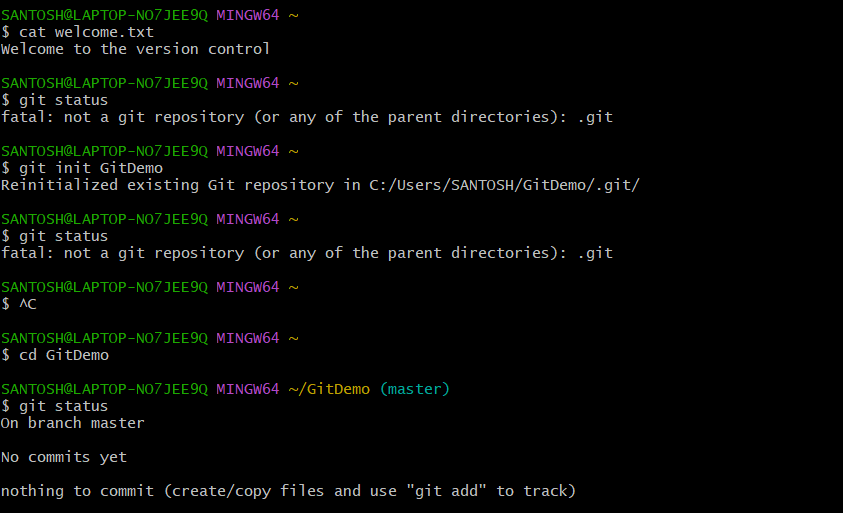 SANTOSH@LAPTOP-NO7JEE9Q MINGW64 ~
$ cat welcome.txt
Welcome to the version control
SANTOSH@LAPTOP-NO7JEE9Q MINGW64 ~
$ git status
fatal: not a git repository (or any of the parent directories): .git
SANTOSH@LAPTOP-NO7JEE9Q MINGW64 ~
$ git init GitDemo
Reinitialized existing Git repository in C:/Users/SANTOSH/GitDemo/.git/
SANTOSH@LAPTOP-NO7JEE9Q MINGW64 ~
$ git status
fatal: not a git repository (or any of the parent directories): .git
SANTOSH@LAPTOP-NO7JEE9Q MINGW64 ~
$ ^C
SANTOSH@LAPTOP-NO7JEE9Q MINGW64 ~
$ cd GitDemo
SANTOSH@LAPTOP-NO7JEE9Q MINGW64 ~/GitDemo (master)
$ git status
On branch master
No commits yet
nothing to commit (create/copy files and use "git add" to track)